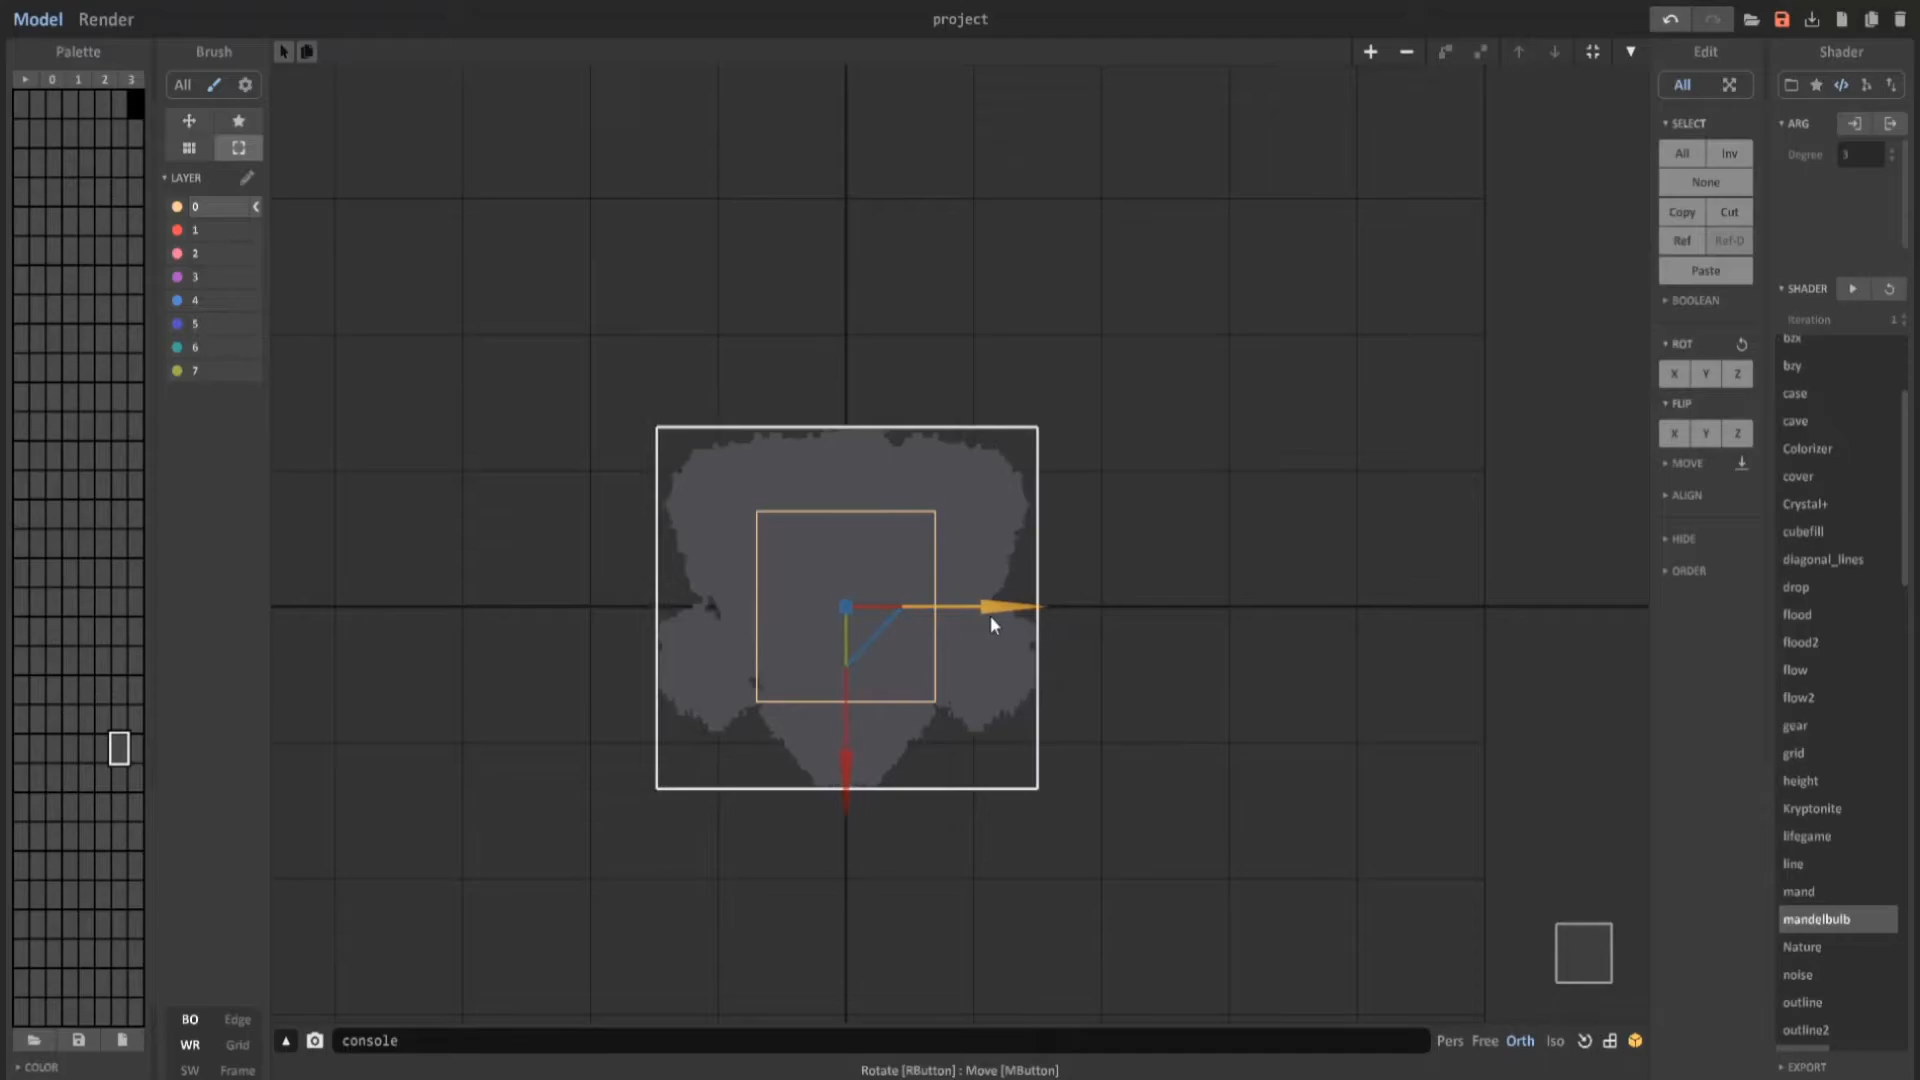 Model Render
project
Palette
Brush
Edit
Shader
0 1 2 3
All
All
LAYER
0
1
2
3
4
5
6
7
SELECT
All Inv
None
Copy Cut
Ref Ref-D
Paste
BOOLEAN
ROT
X Y Z
FLIP
X Y Z
MOVE
ALIGN
HIDE
ORDER
ARG
Degree 3
SHADER
Iteration 1
bzx
bzy
case
cave
Colorizer
cover
Crystal+
cubefill
diagonal_lines
drop
flood
flood2
flow
flow2
gear
grid
height
Kryptonite
lifegame
line
mand
mandelbulb
Nature
noise
outline
outline2
EXPORT
BO Edge
WR Grid
SW Frame
COLOR
console
Pers Free Orth Iso
Rotate [RButton] : Move [MButton]